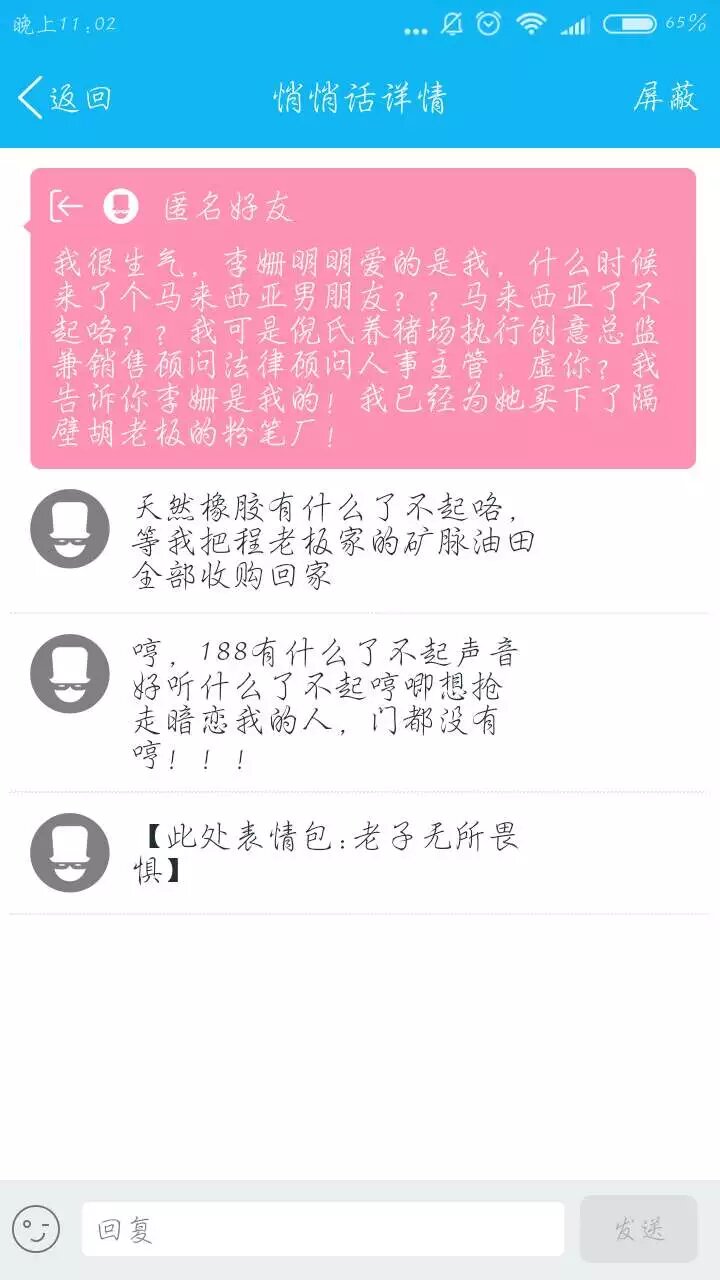 晚上11:02
65%
返回
悄悄话详情
屏蔽
匿名好友
我很生气，李姗明明爱的是我，什么时候
来了个马来西亚男朋友？？马来西亚了不
起咯？？我可是倪氏养猪场执行创意总监
兼销售顾问法律顾问人事主管，虚你？我
告诉你李姗是我的！我已经为她买下了隔
壁胡老板的粉笔厂！
天然橡胶有什么了不起咯，
等我把程老板家的矿脉油田
全部收购回家
哼，188有什么了不起声音
好听什么了不起哼唧想抢
走暗恋我的人，门都没有
哼！！！
【此处表情包:老子无所畏
惧】
回复
发送